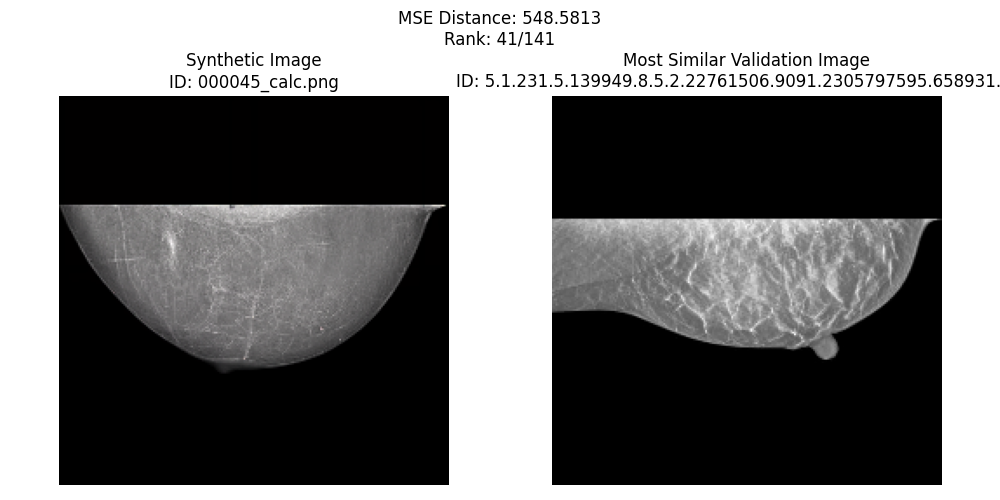 MSE Distance: 548.5813
Rank: 41/141
Synthetic Image
ID: 000045_calc.png
Most Similar Validation Image
ID: 5.1.231.5.139949.8.5.2.22761506.9091.2305797595.658931.